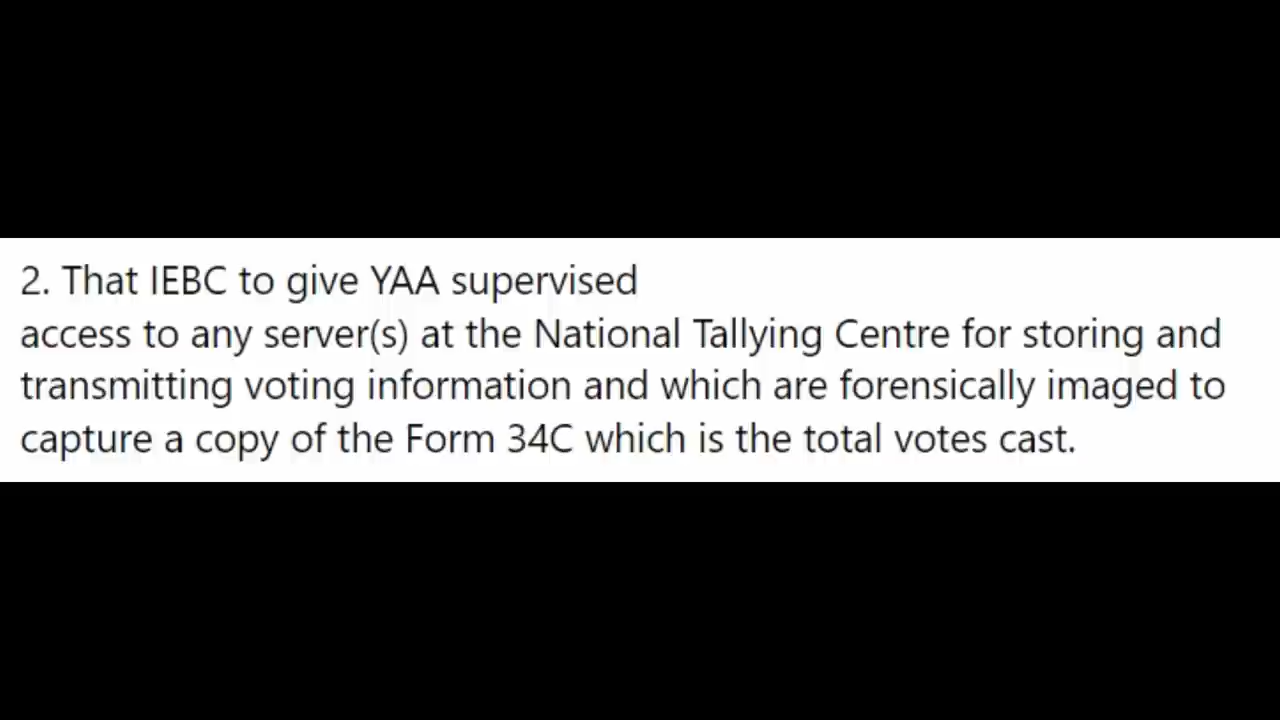 2. That IEBC to give YAA supervised
access to any server(s) at the National Tallying Centre for storing and
transmitting voting information and which are forensically imaged to
capture a copy of the Form 34C which is the total votes cast.